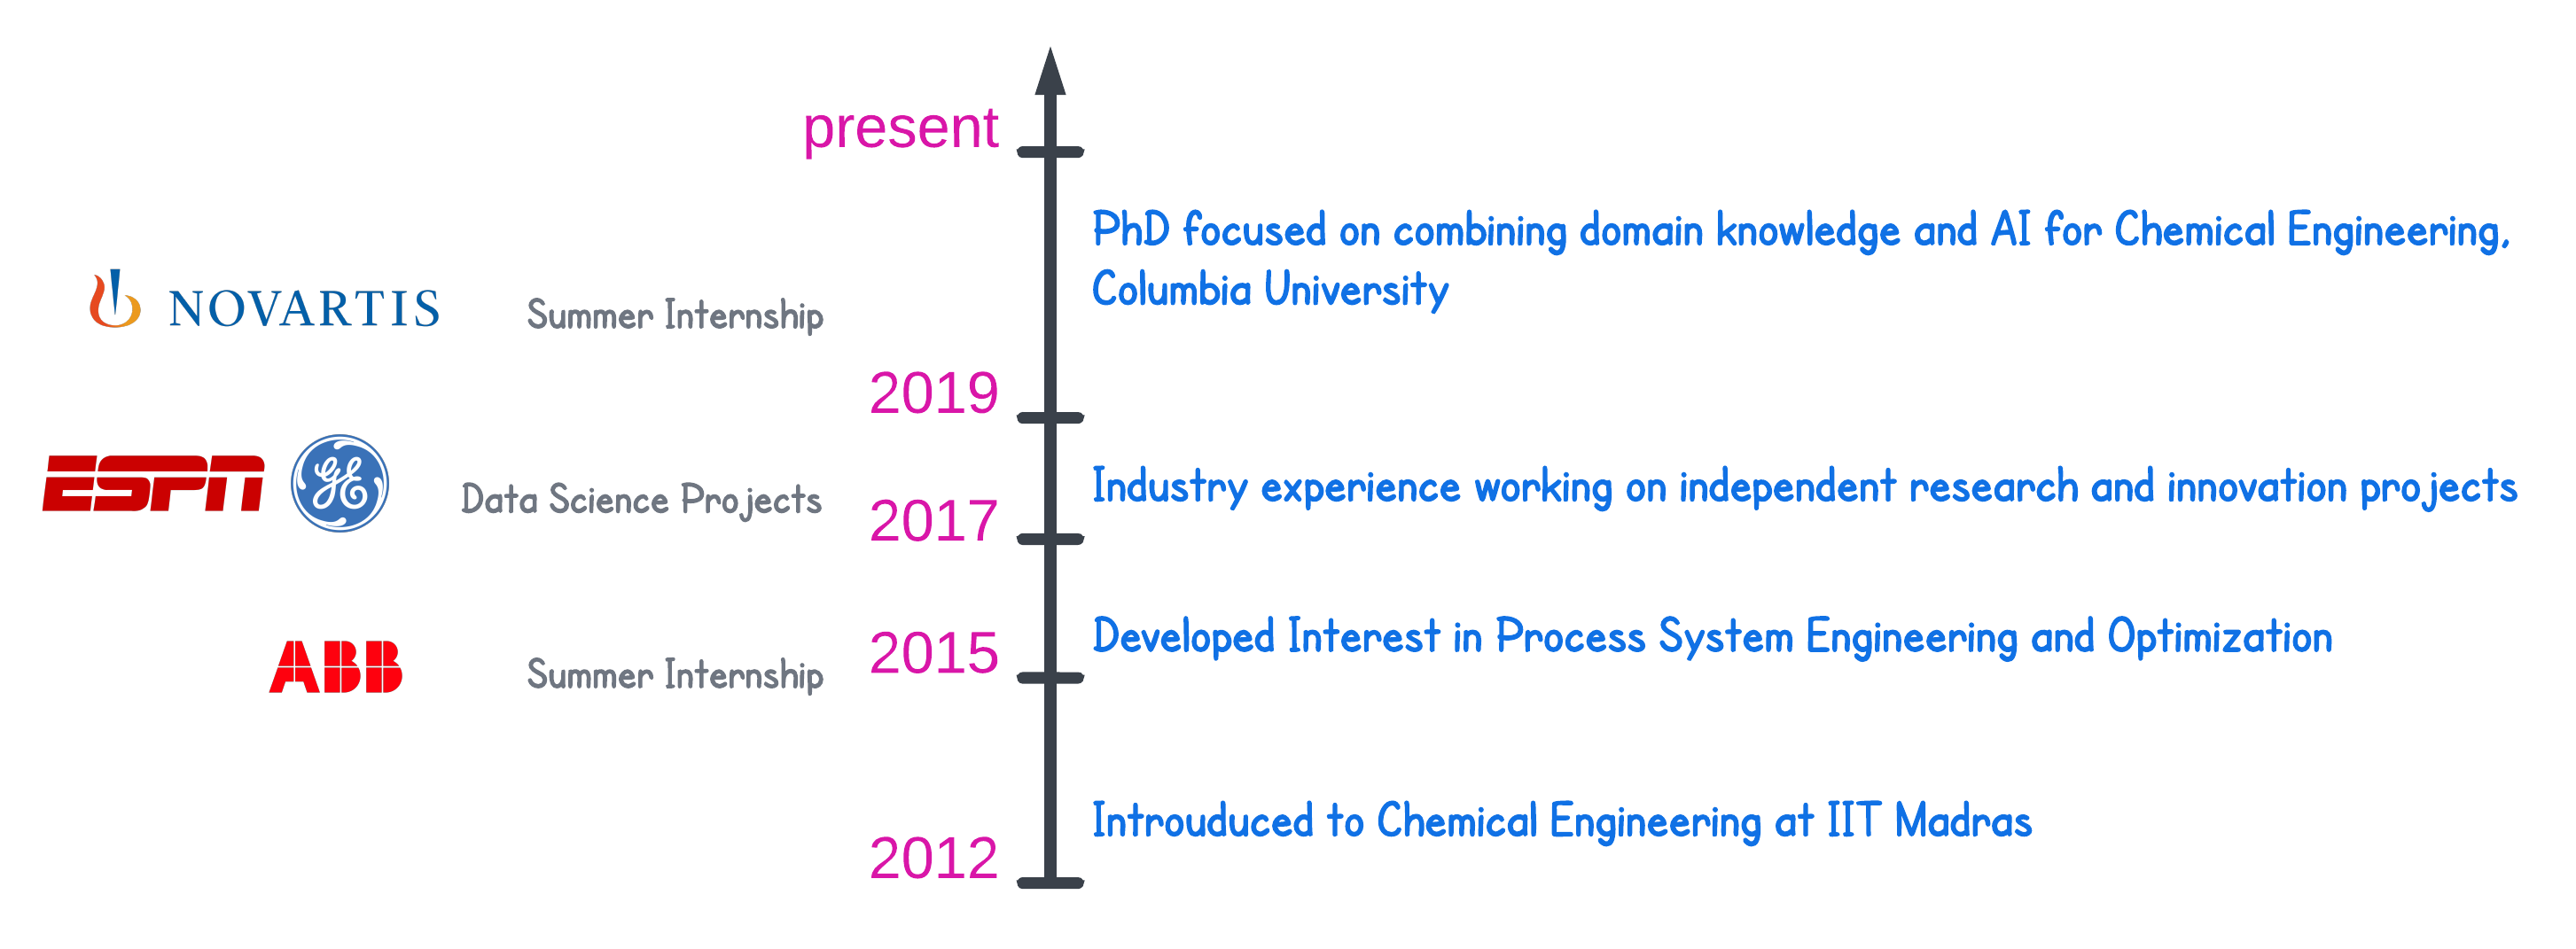 present
PhD focused on combining domain knowledge and AI for Chemical Engineering,
Columbia University
NOVARTIS
Summer Internship
2019
ESPN
GE
Data Science Projects
2017
Industry experience working on independent research and innovation projects
2015
Developed Interest in Process System Engineering and Optimization
ABB
Summer Internship
2012
Introuduced to Chemical Engineering at IIT Madras